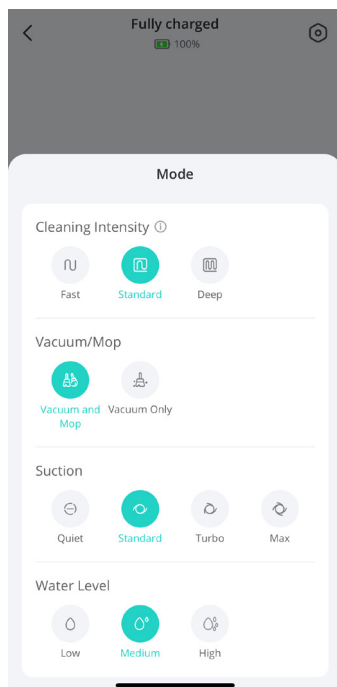 Fully charged
100%
Mode
Cleaning Intensity
Fast
Standard
Deep
Vacuum/Mop
Vacuum and
Mop
Vacuum Only
Suction
Quiet
Standard
Turbo
Max
Water Level
Low
Medium
High